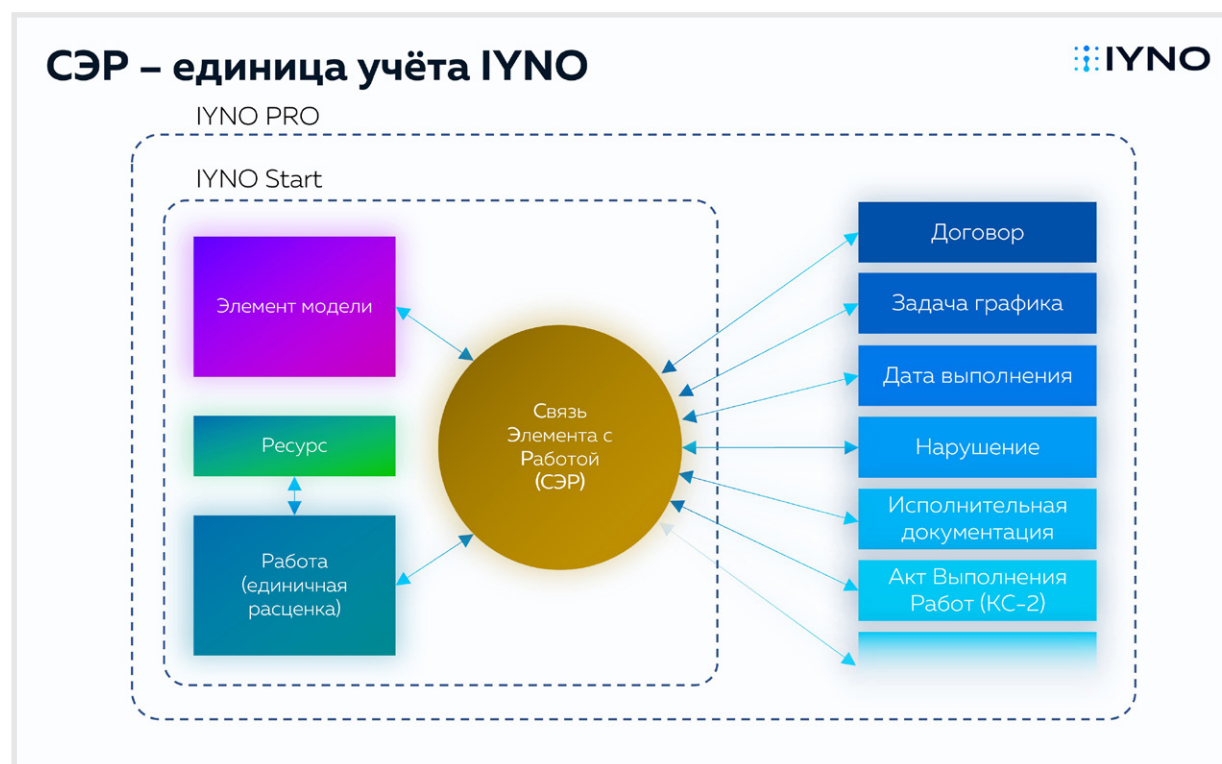 СЭР – единица учёта IYNO
IYNO
IYNO PRO
IYNO Start
Элемент модели
Ресурс
Работа
(единичная
расценка)
Связь
Элемента с
Работой
(СЭР)
Договор
Задача графика
Дата выполнения
Нарушение
Исполнительная
документация
Акт Выполнения
Работ (КС-2)